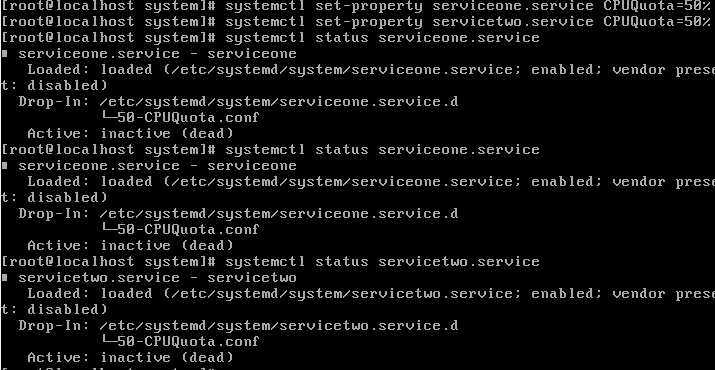 [root@localhost system]# systemctl set-property serviceone.service CPUQuota=50%
[root@localhost system]# systemctl set-property servicetwo.service CPUQuota=50%
[root@localhost system]# systemctl status serviceone.service
∎ serviceone.service - serviceone
   Loaded: loaded (/etc/systemd/system/serviceone.service; enabled; vendor prese
t: disabled)
  Drop-In: /etc/systemd/system/serviceone.service.d
           └─50-CPUQuota.conf
   Active: inactive (dead)
[root@localhost system]# systemctl status serviceone.service
∎ serviceone.service - serviceone
   Loaded: loaded (/etc/systemd/system/serviceone.service; enabled; vendor prese
t: disabled)
  Drop-In: /etc/systemd/system/serviceone.service.d
           └─50-CPUQuota.conf
   Active: inactive (dead)
[root@localhost system]# systemctl status servicetwo.service
∎ servicetwo.service - servicetwo
   Loaded: loaded (/etc/systemd/system/servicetwo.service; enabled; vendor prese
t: disabled)
  Drop-In: /etc/systemd/system/servicetwo.service.d
           └─50-CPUQuota.conf
   Active: inactive (dead)